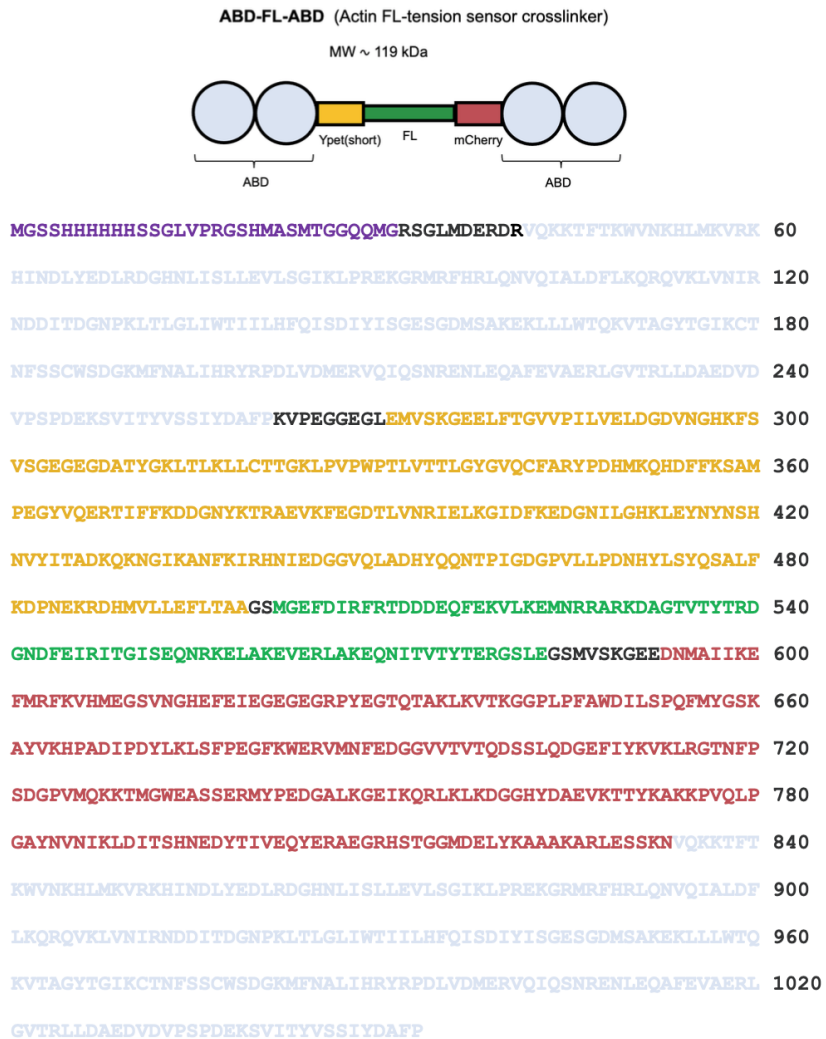 ABD-FL-ABD (Actin FL-tension sensor crosslinker)
MW ~ 119 kDa
Ypet(short) FL mCherry
ABD ABD
MGSSHHHHHHSSGLVPRGSHMASMTGGQQMGRSGLMDERDRVQKKTFTKWVNKHLMKVRK 60
HINDLYEDLRDGHNLISLLEVLSGIKLPREKGRMRFHRLQNVQIALDFLKQRQVKLVNIR 120
NDDITDGNPKLTLGLIWTIILHFQISDIYISGESGDMSAKEKLLLWTQKVTAGYTGIKCT 180
NFSSCWSDGKMFNALIHRYRPDLVDMERVQIQSNRENLEQAFEVAERLGVTRLLDAEDVD 240
VPSPDEKSVITYVSSIYDAFPKVPEGGEGLEMVSKGEELFTGVVPILVELDGDVNGHKFS 300
VSGEGEGDATYGKLTLKLLCTTGKLPVPWPTLVTTLGYGVQCFARYPDHMKQHDFFKSAM 360
PEGYVQERTIFFKDDGNYKTRAEVKFEGDTLVNRIELKGIDFKEDGNILGHKLEYNYNSH 420
NVYITADKQKNGIKANFKIRHNIEDGGVQLADHYQQNTPIGDGPVLLPDNHYLSYQSALF 480
KDPNEKRDHMVLLEFLTAAGSMGEFDIRFRTDDDEQFEKVLKEMNRRARKDAGTVTYTRD 540
GNDFEIRITGISEQNRKELAKEVERLAKEQNITVTYTERGSLEGSMVSKGEEDNMAIIKE 600
FMRFKVHMEGSVNGHEFEIEGEGEGRPYEGTQTAKLKVTKGGPLPFAWDILSPQFMYGSK 660
AYVKHPADIPDYLKLSFPEGFKWERVMNFEDGGVVTVTQDSSLQDGEFIYKVKLRGTNFP 720
SDGPVMQKKTMGWEASSERMYPEDGALKGEIKQRLKLKDGGHYDAEVKTTYKAKKPVQLP 780
GAYNVNIKLDITSHNEDYTIVEQYERAEGRHSTGGMDELYKAAAKARLESSKNVQKKTFT 840
KWVNKHLMKVRKHINDLYEDLRDGHNLISLLEVLSGIKLPREKGRMRFHRLQNVQIALDF 900
LKQRQVKLVNIRNDDITDGNPKLTLGLIWTIILHFQISDIYISGESGDMSAKEKLLLWTQ 960
KVTAGYTGIKCTNFSSCWSDGKMFNALIHRYRPDLVDMERVQIQSNRENLEQAFEVAERL 1020
GVTRLLDAEDVDVPSPDEKSVITYVSSIYDAFP